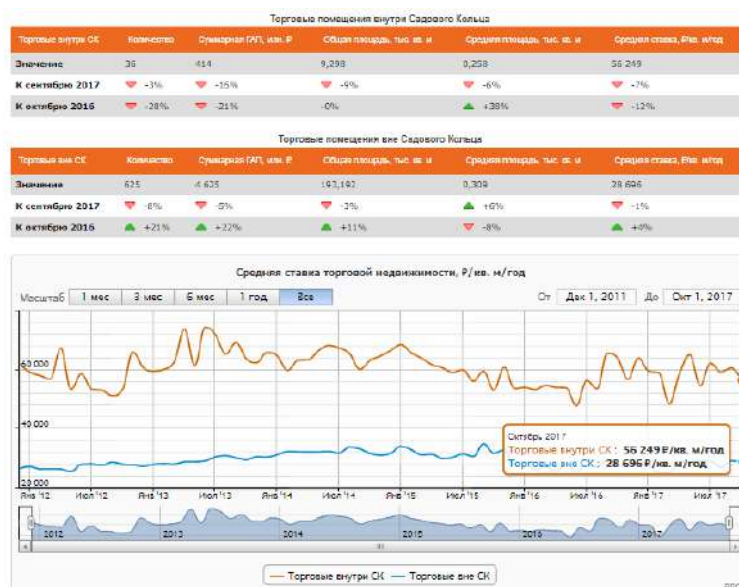 Торговые помещения внутри Садового Кольца
Торговые внутри СК Количество Суммарная ГАП, млн. ₽ Общая площадь, тыс. кв. м Средняя площадь, тыс. кв. м Средняя ставка, ₽/кв. м/год
Значение 36 414 9,298 0,258 56 249
К сентябрю 2017 -3% -15% -9% -6% -7%
К октябрю 2016 -28% -21% -0% +38% -12%
Торговые помещения вне Садового Кольца
Торговые вне СК Количество Суммарная ГАП, млн. ₽ Общая площадь, тыс. кв. м Средняя площадь, тыс. кв. м Средняя ставка, ₽/кв. м/год
Значение 625 4 635 193,192 0,309 28 696
К сентябрю 2017 -8% -5% -3% +6% -1%
К октябрю 2016 +21% +22% +11% -8% +4%
Средняя ставка торговой недвижимости, ₽/кв. м/год
Масштаб 1 мес 3 мес 6 мес 1 год Все От Дек 1, 2011 До Окт 1, 2017
60 000
40 000
Октябрь 2017
Торговые внутри СК: 56 249 ₽/кв. м/год
Торговые вне СК: 28 696 ₽/кв. м/год
20 000
Янв '12 Июл '12 Янв '13 Июл '13 Янв '14 Июл '14 Янв '15 Июл '15 Янв '16 Июл '16 Янв '17 Июл '17
2012 2013 2014 2015 2016 2017
Торговые внутри СК Торговые вне СК